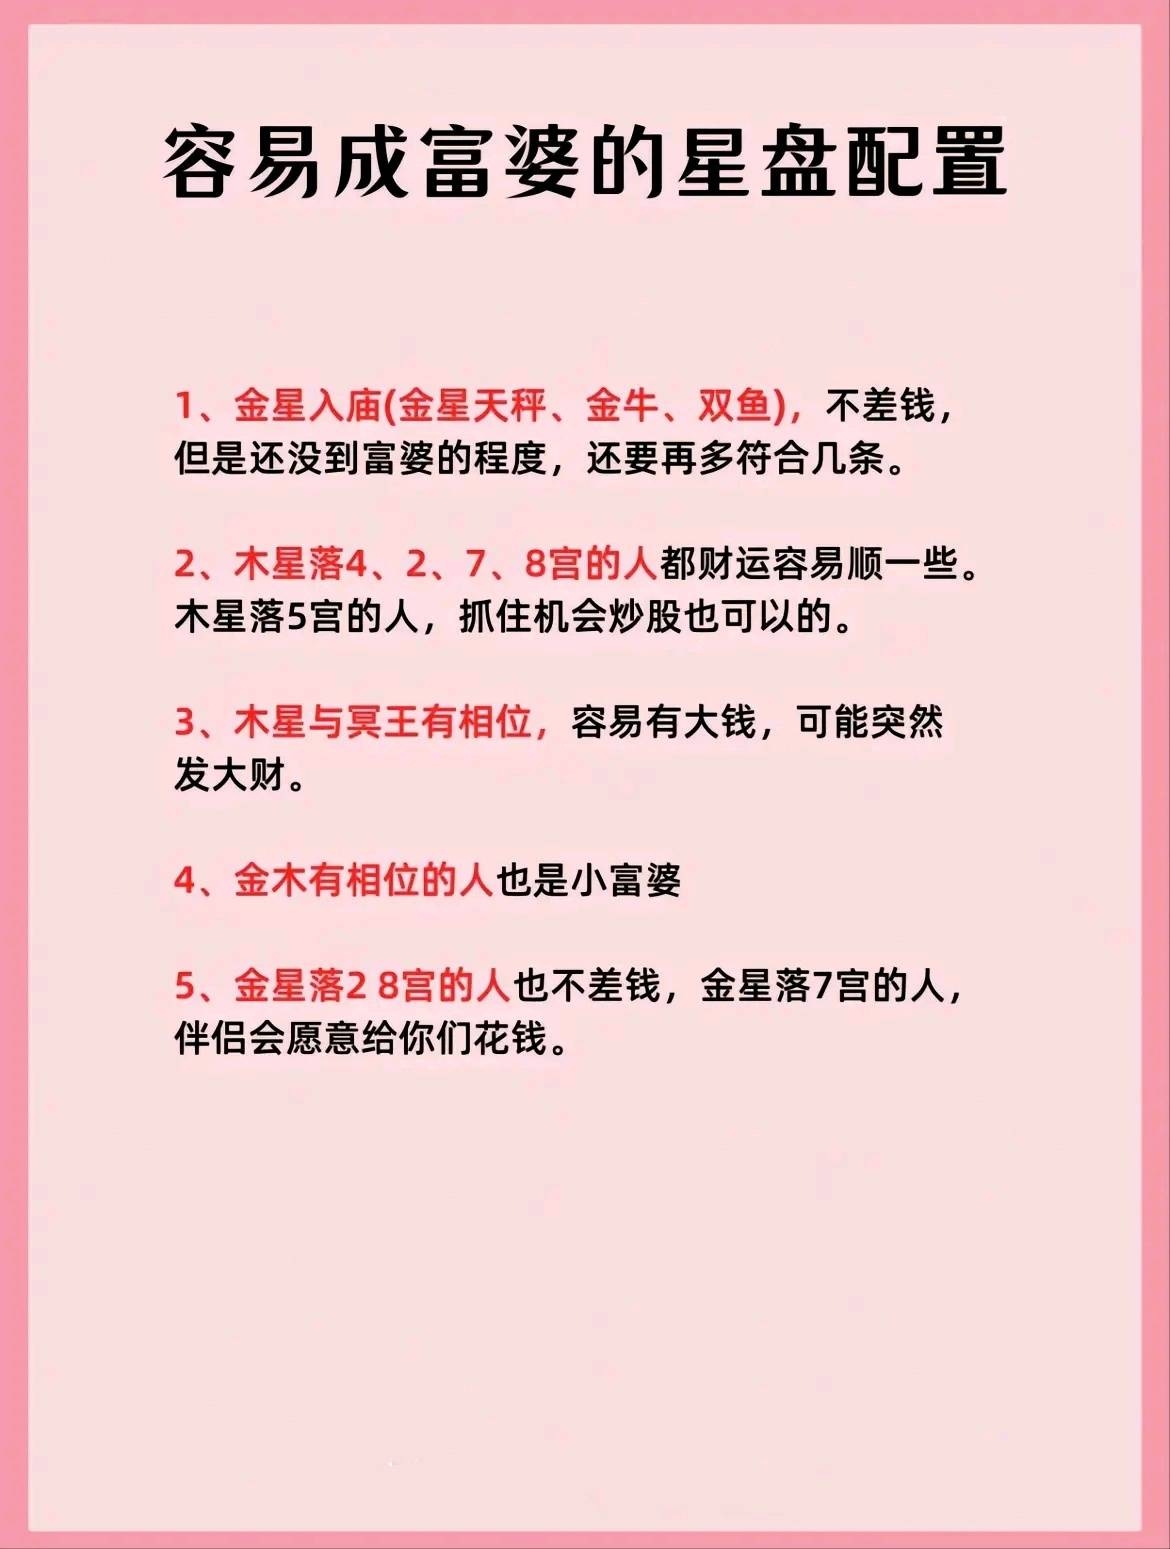 容易成富婆的星盘配置
1、金星入庙(金星天秤、金牛、双鱼)，不差钱，
但是还没到富婆的程度，还要再多符合几条。
2、木星落4、2、7、8宫的人都财运容易顺一些。
木星落5宫的人，抓住机会炒股也可以的。
3、木星与冥王有相位，容易有大钱，可能突然
发大财。
4、金木有相位的人也是小富婆
5、金星落2 8宫的人也不差钱，金星落7宫的人，
伴侣会愿意给你们花钱。